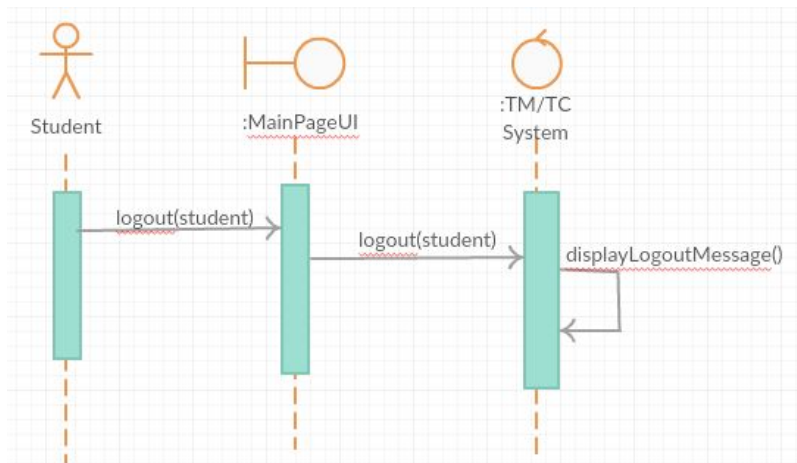 Student
:MainPageUI
:TM/TC
System
logout(student)
logout(student)
displayLogoutMessage()